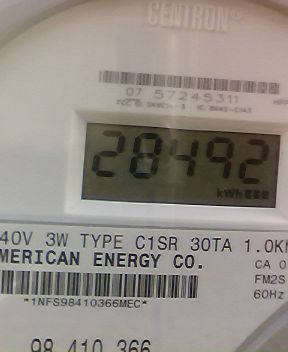 CENTRON®
07 57245311
28492
kWh
40V 3W TYPE C1SR 30TA 1.0K
MERICAN ENERGY CO.
CA 0
FM2S
60Hz
*1NFS98410366MEC*
98 410 366